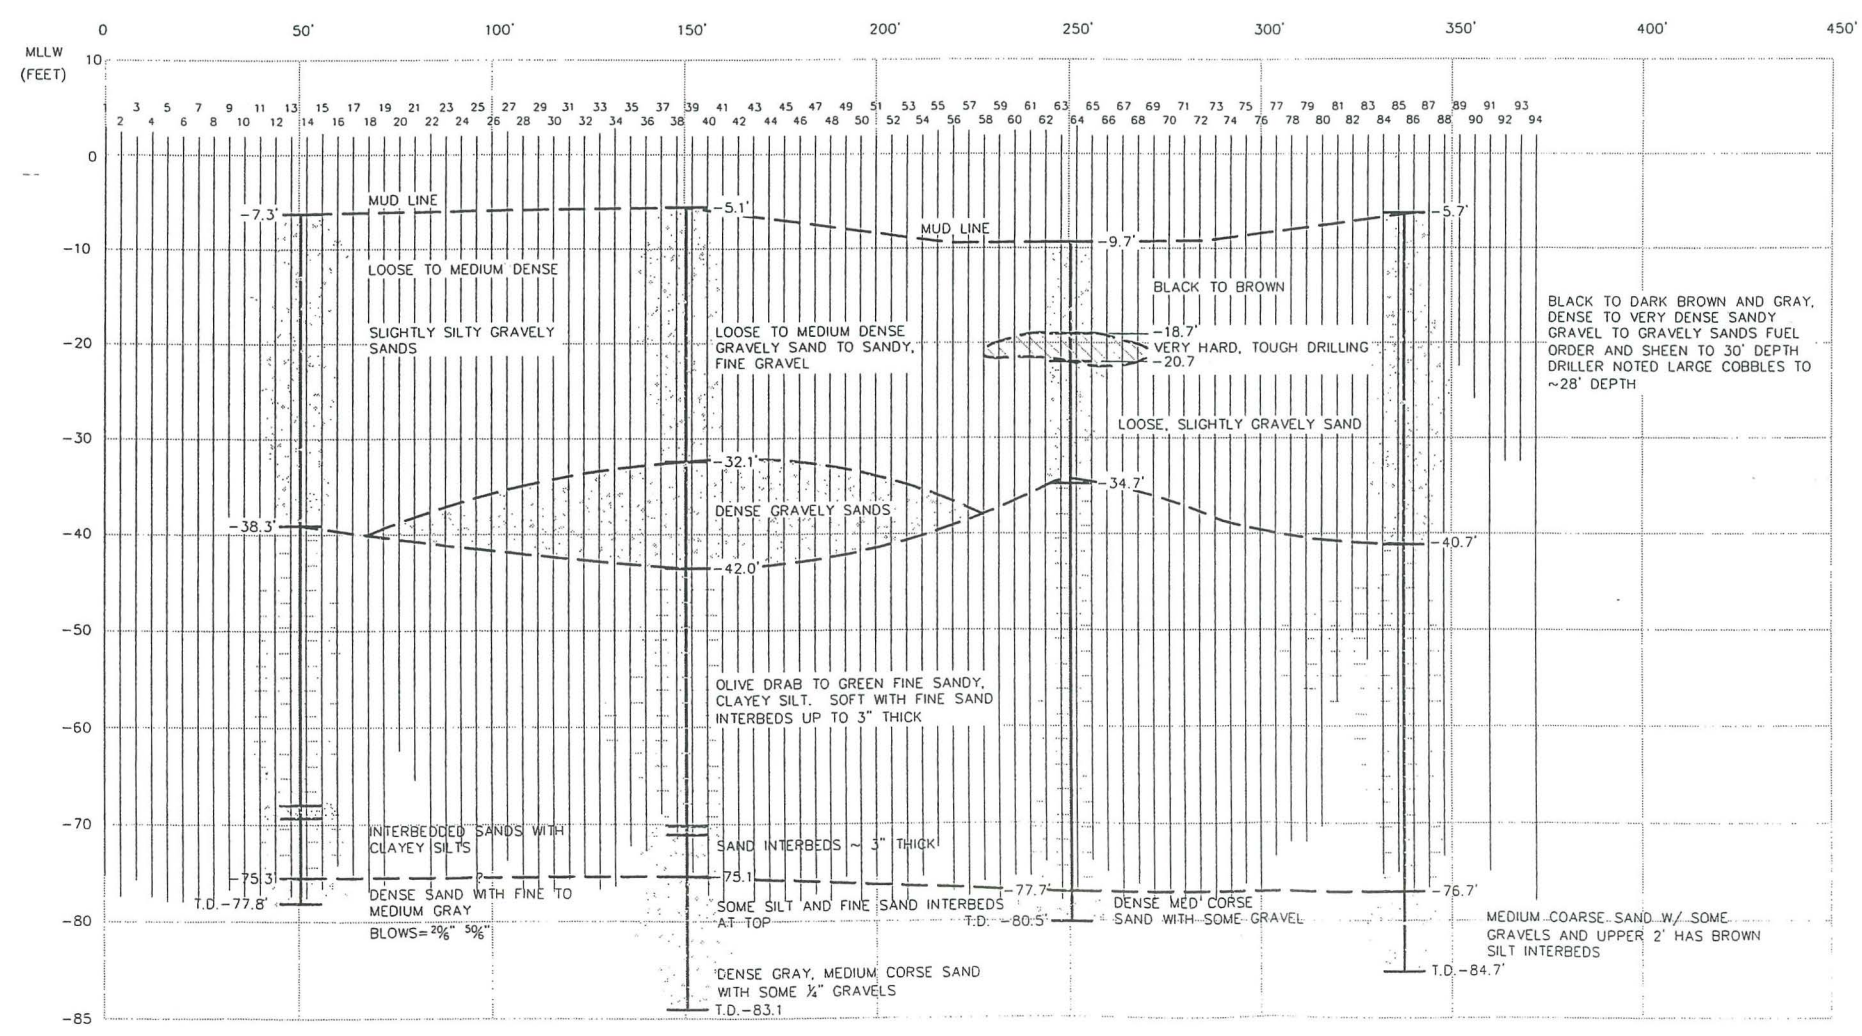 0 50' 100' 150' 200' 250' 300' 350' 400' 450'
MLLW
(FEET)
10
1 3 5 7 9 11 13 15 17 19 21 23 25 27 29 31 33 35 37 39 41 43 45 47 49 51 53 55 57 59 61 63 65 67 69 71 73 75 77 79 81 83 85 87 89 91 93
2 4 6 8 10 12 14 16 18 20 22 24 26 28 30 32 34 36 38 40 42 44 46 48 50 52 54 56 58 60 62 64 66 68 70 72 74 76 78 80 82 84 86 88 90 92 94
0
-10
-20
-30
-40
-50
-60
-70
-80
-85
MUD LINE
-7.3'
-5.1'
MUD LINE
-9.7'
-5.7'
LOOSE TO MEDIUM DENSE
SLIGHTLY SILTY GRAVELY
SANDS
LOOSE TO MEDIUM DENSE
GRAVELY SAND TO SANDY,
FINE GRAVEL
BLACK TO BROWN
-18.7'
VERY HARD, TOUGH DRILLING
-20.7
LOOSE, SLIGHTLY GRAVELY SAND
BLACK TO DARK BROWN AND GRAY,
DENSE TO VERY DENSE SANDY
GRAVEL TO GRAVELY SANDS FUEL
ORDER AND SHEEN TO 30' DEPTH
DRILLER NOTED LARGE COBBLES TO
~28' DEPTH
-32.1'
-34.7'
-38.3'
DENSE GRAVELY SANDS
-40.7'
-42.0'
OLIVE DRAB TO GREEN FINE SANDY,
CLAYEY SILT. SOFT WITH FINE SAND
INTERBEDS UP TO 3" THICK
INTERBEDDED SANDS WITH
CLAYEY SILTS
SAND INTERBEDS ~ 3" THICK
-75.3'
?
-75.1
-77.7'
-76.7'
T.D.-77.8'
DENSE SAND WITH FINE TO
MEDIUM GRAY
BLOWS=20/6" 50/6"
SOME SILT AND FINE SAND INTERBEDS
AT TOP
T.D. -80.5'
DENSE MED CORSE
SAND WITH SOME GRAVEL
MEDIUM COARSE SAND W/ SOME
GRAVELS AND UPPER 2' HAS BROWN
SILT INTERBEDS
DENSE GRAY, MEDIUM CORSE SAND
WITH SOME ¼" GRAVELS
T.D.-83.1
T.D.-84.7'